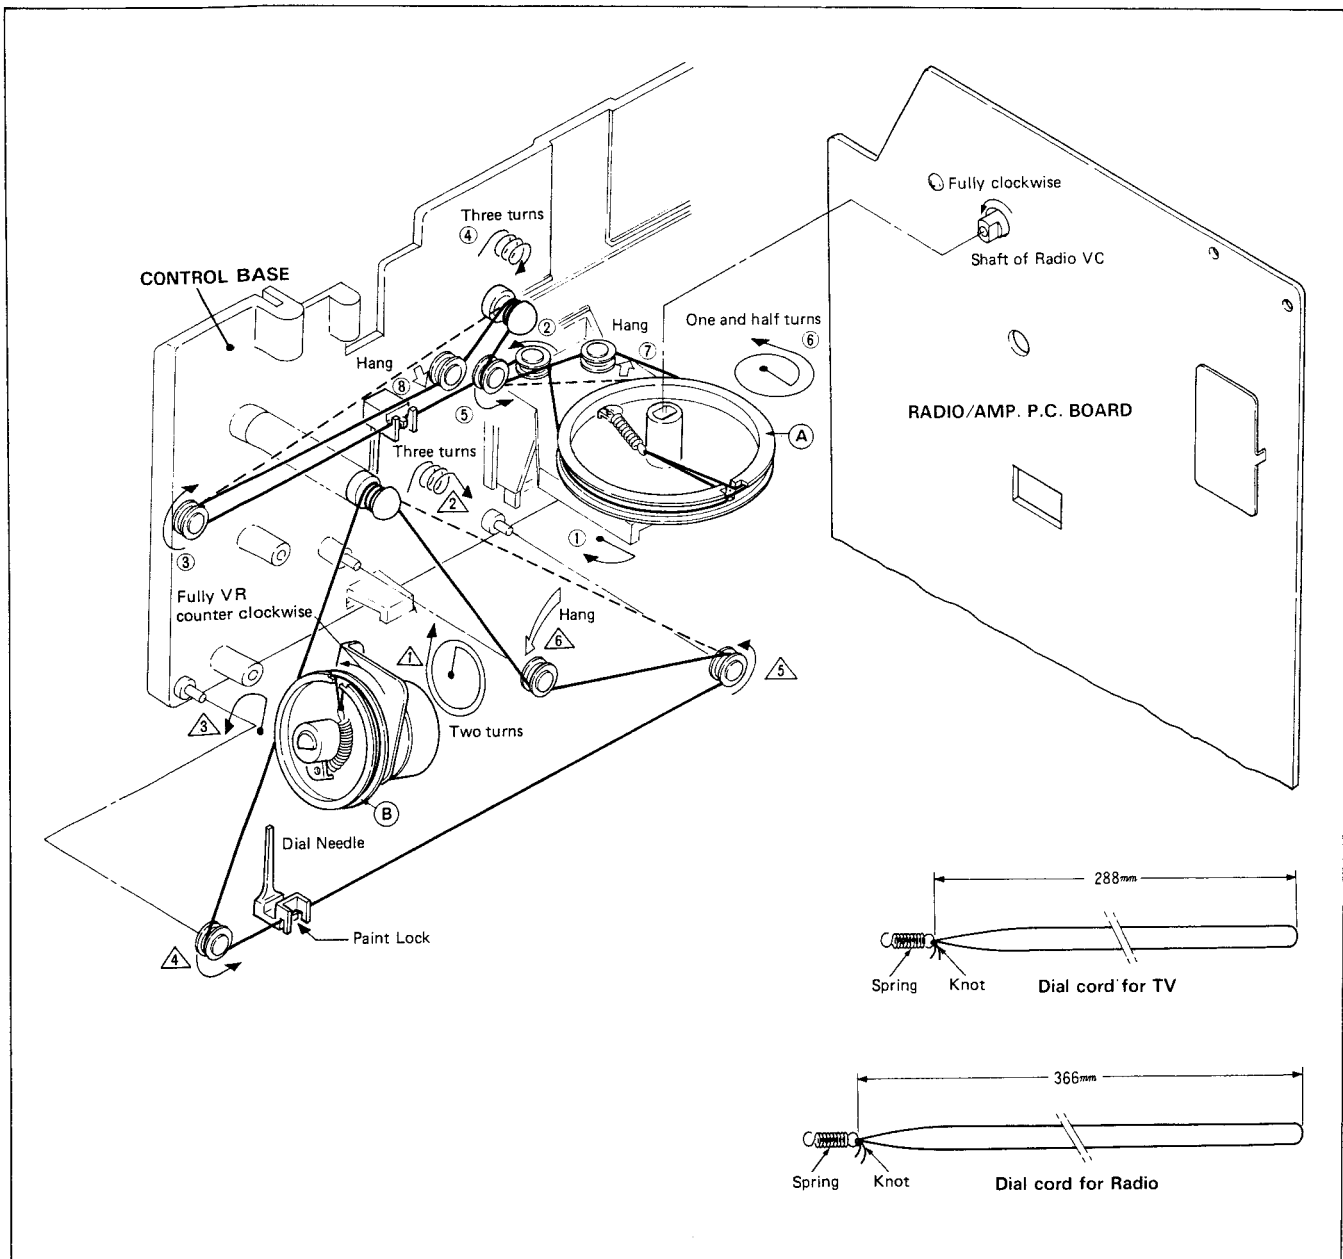 Three turns
④
Fully clockwise
Shaft of Radio VC
CONTROL BASE
②
Hang
⑦
One and half turns
⑥
Hang
⑧
⑤
RADIO/AMP. P.C. BOARD
A
Three turns
2
①
③
Fully VR
counter clockwise
Hang
6
1
5
3
Two turns
B
Dial Needle
Paint Lock
4
288mm
Spring Knot Dial cord for TV
366mm
Spring Knot Dial cord for Radio